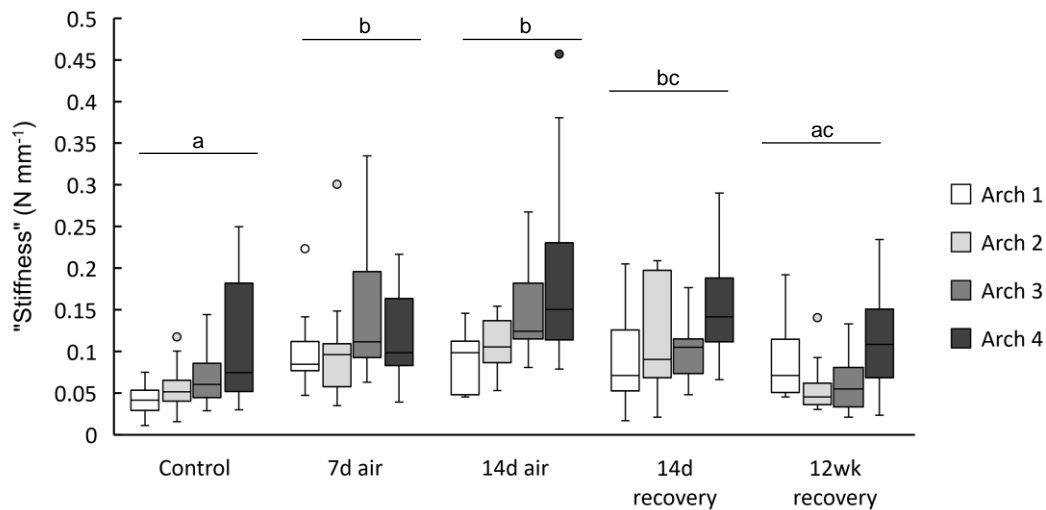 0.5
0.45
0.4
0.35
0.3
0.25
0.2
0.15
0.1
0.05
0
"Stiffness" (N mm⁻¹)
a
b
b
bc
ac
Control
7d air
14d air
14d
recovery
12wk
recovery
Arch 1
Arch 2
Arch 3
Arch 4